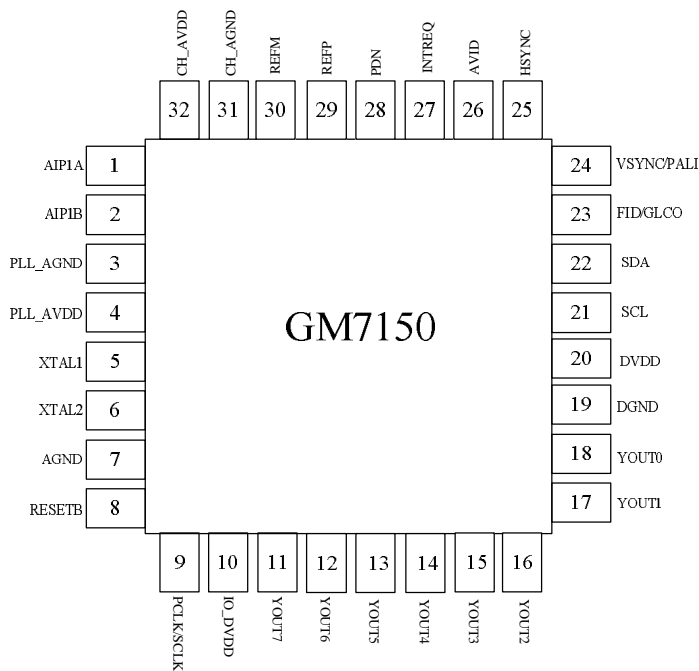 CH_AVDD
CH_AGND
REFM
REFP
PDN
INTREQ
AVID
HSYNC
32
31
30
29
28
27
26
25
AIP1A 1
AIP1B 2
PLL_AGND 3
PLL_AVDD 4
XTAL1 5
XTAL2 6
AGND 7
RESETB 8
GM7150
24 VSYNC/PALI
23 FID/GLCO
22 SDA
21 SCL
20 DVDD
19 DGND
18 YOUT0
17 YOUT1
9
10
11
12
13
14
15
16
PCLK/SCLK
IO_DVDD
YOUT7
YOUT6
YOUT5
YOUT4
YOUT3
YOUT2